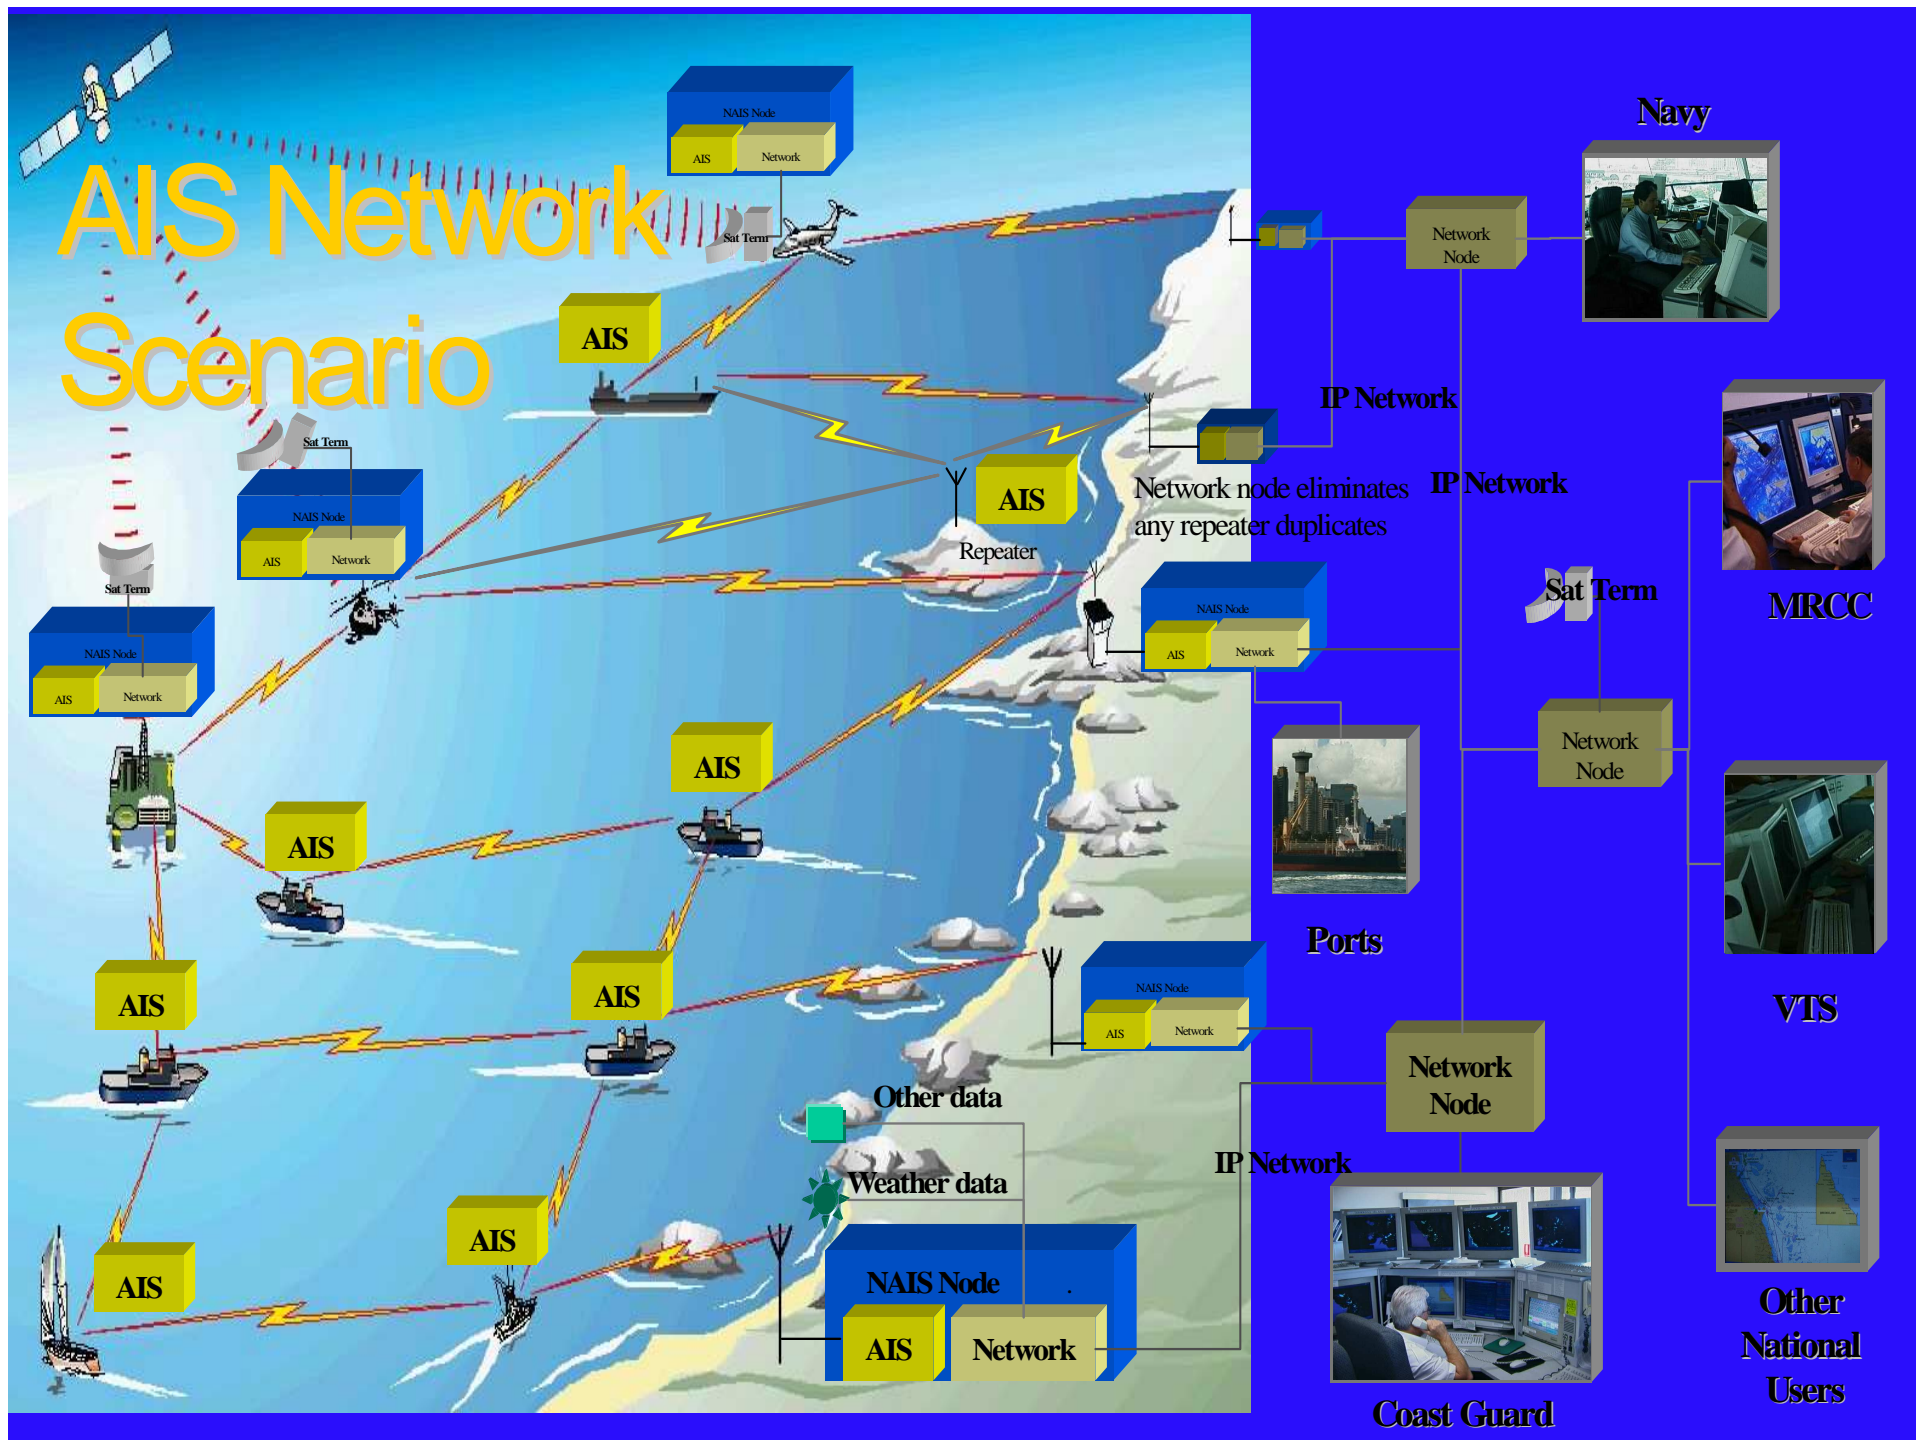 AIS Network
Scenario
NAIS Node
AIS
Network
Sat Term
Navy
Network
Node
AIS
IP Network
IP Network
Sat Term
NAIS Node
AIS
Network
AIS
Repeater
Network node eliminates
any repeater duplicates
Sat Term
NAIS Node
AIS
Network
NAIS Node
AIS
Network
Sat Term
MRCC
Network
Node
AIS
AIS
Ports
AIS
AIS
NAIS Node
AIS
Network
VTS
Network
Node
Other data
Weather data
IP Network
AIS
AIS
NAIS Node .
AIS
Network
Coast Guard
Other
National
Users